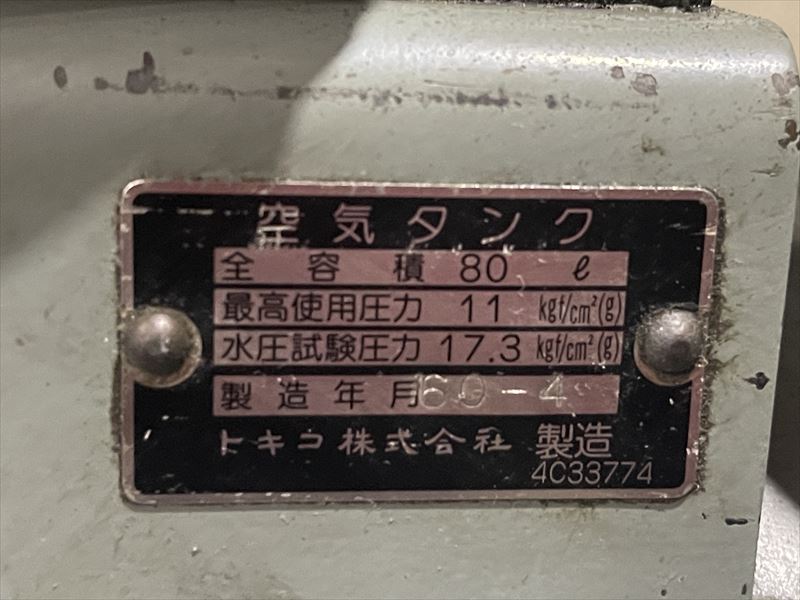 空気タンク
全容積 80 ℓ
最高使用圧力 11 kgf/cm²(g)
水圧試験圧力 17.3 kgf/cm²(g)
製造年月 60-4
トキコ株式会社 製造
4C33774